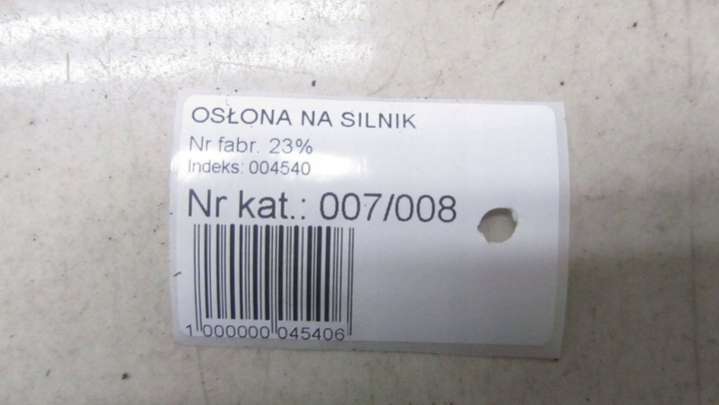 OSŁONA NA SILNIK
Nr fabr. 23%
Indeks: 004540
Nr kat.: 007/008
1 000000 045406